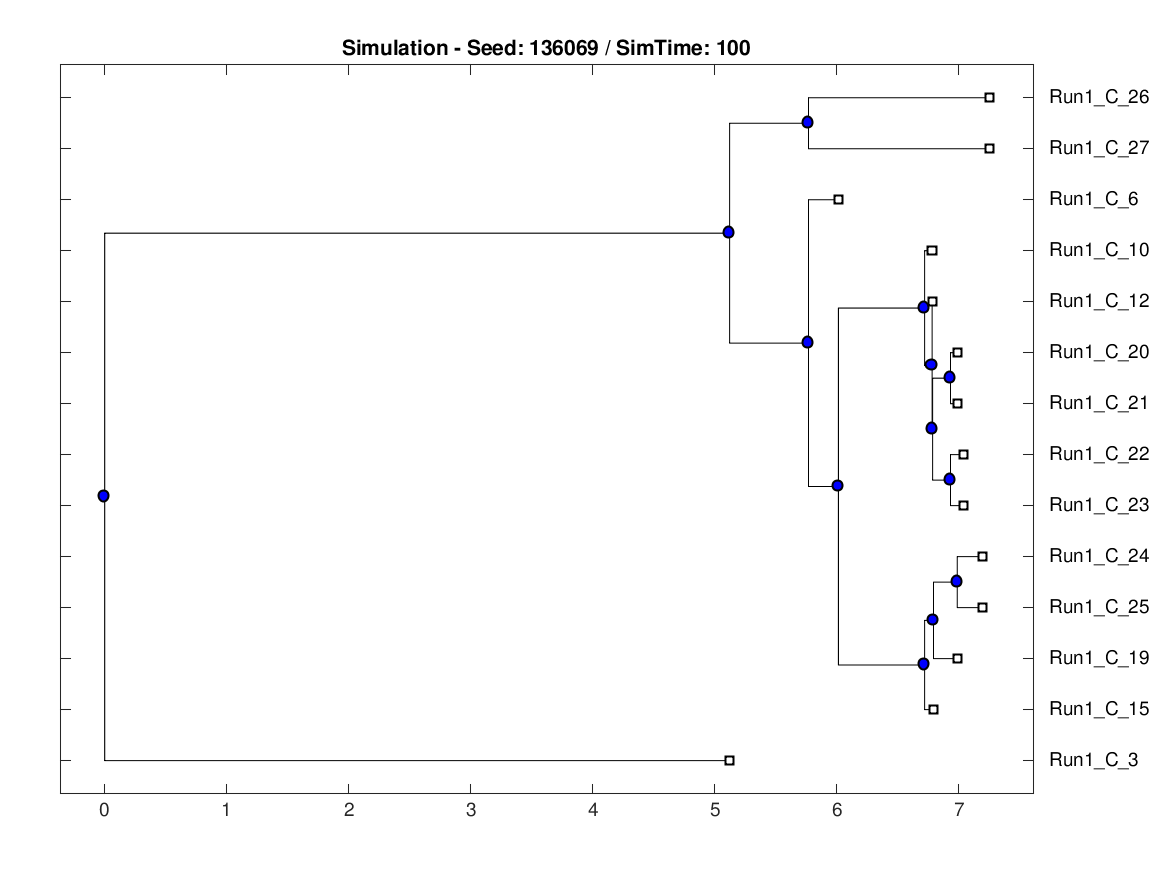 Simulation - Seed: 136069 / SimTime: 100
Run1_C_26
Run1_C_27
Run1_C_6
Run1_C_10
Run1_C_12
Run1_C_20
Run1_C_21
Run1_C_22
Run1_C_23
Run1_C_24
Run1_C_25
Run1_C_19
Run1_C_15
Run1_C_3
0 1 2 3 4 5 6 7